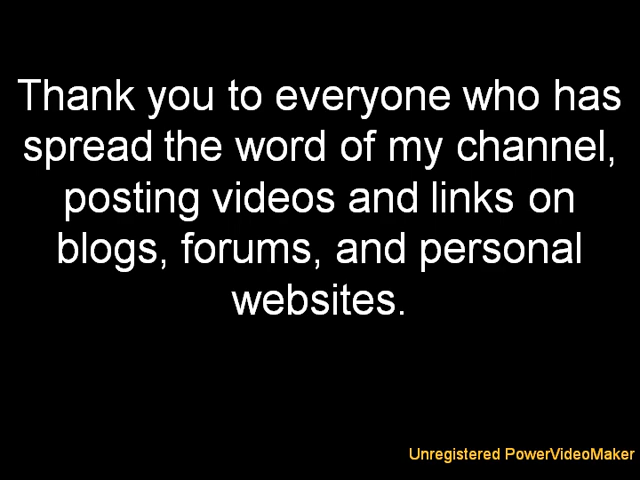 Thank you to everyone who has
spread the word of my channel,
posting videos and links on
blogs, forums, and personal
websites.
Unregistered PowerVideoMaker